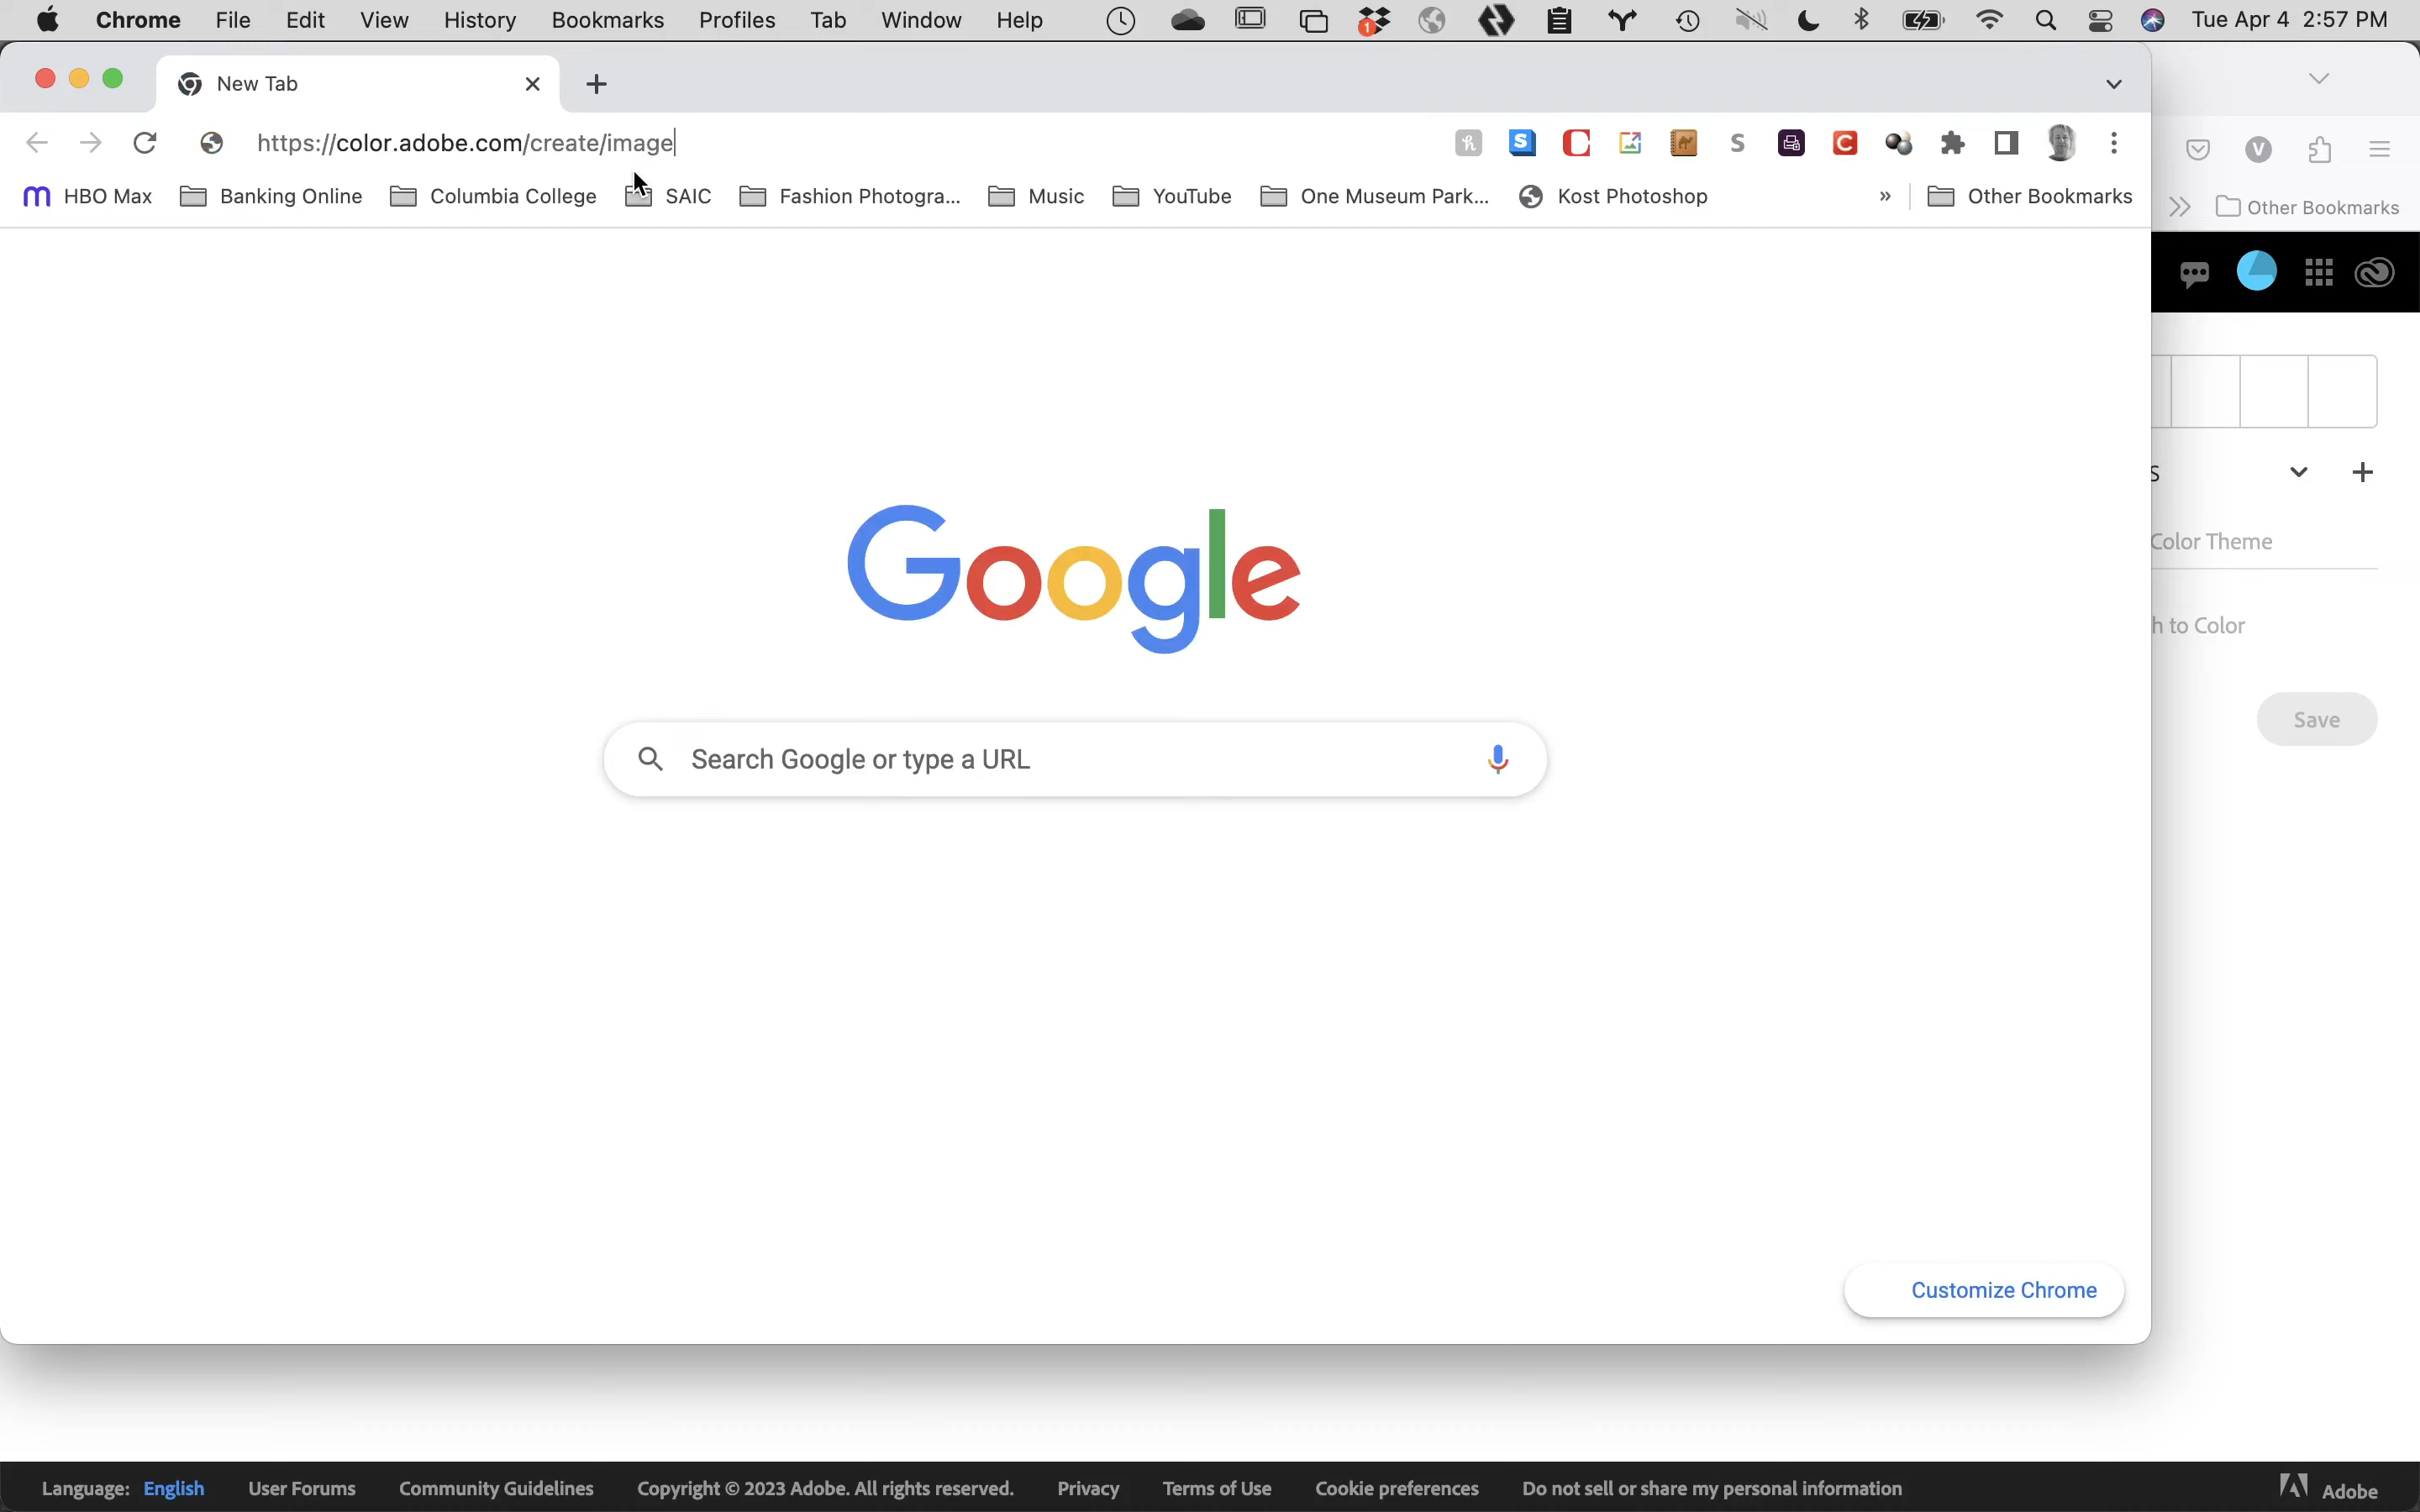 Chrome File Edit View History Bookmarks Profiles Tab Window Help 1 Tue Apr 4 2:57 PM
New Tab
https://color.adobe.com/create/image
HBO Max Banking Online Columbia College SAIC Fashion Photogra... Music YouTube One Museum Park... Kost Photoshop » Other Bookmarks
Other Bookmarks
S
Color Theme
h to Color
Save
Google
Search Google or type a URL
Customize Chrome
Language: English User Forums Community Guidelines Copyright © 2023 Adobe. All rights reserved. Privacy Terms of Use Cookie preferences Do not sell or share my personal information Adobe